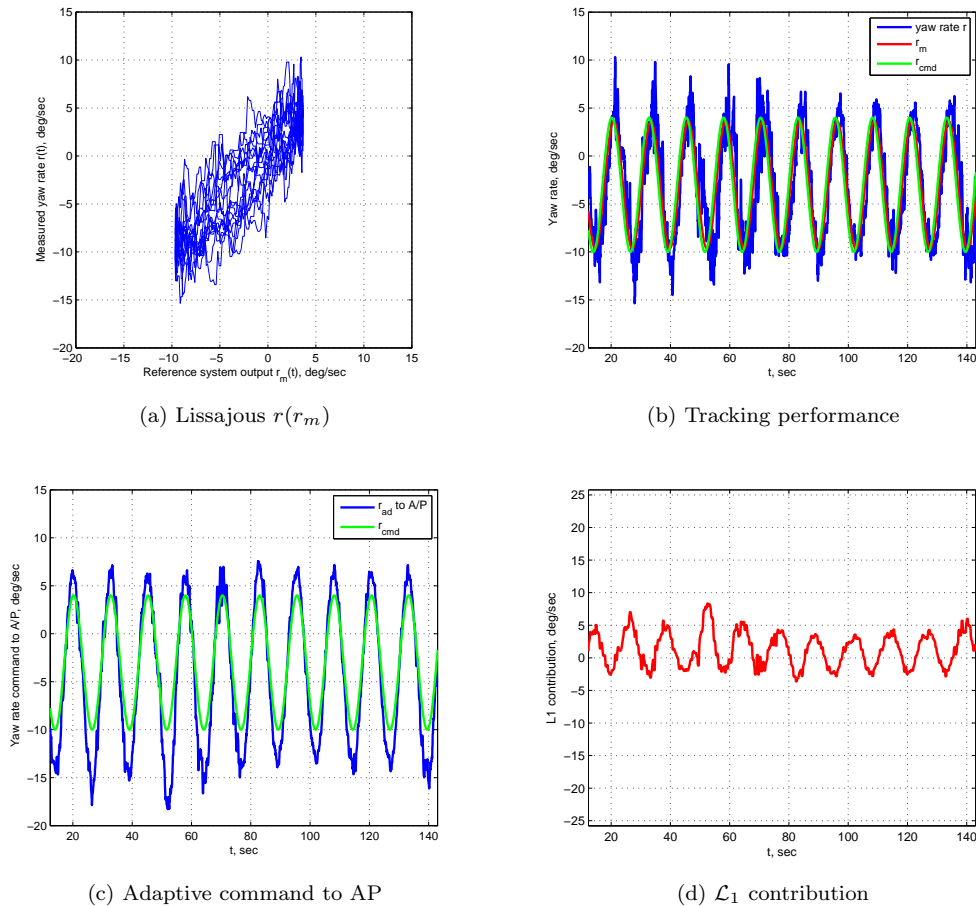 15
10
5
0
−5
−10
−15
−20
−20 −15 −10 −5 0 5 10 15
Measured yaw rate r(t), deg/sec
Reference system output r_m(t), deg/sec
(a) Lissajous r(r_m)
15
10
5
0
−5
−10
−15
−20
20 40 60 80 100 120 140
Yaw rate, deg/sec
t, sec
yaw rate r
r_m
r_cmd
(b) Tracking performance
15
10
5
0
−5
−10
−15
−20
20 40 60 80 100 120 140
Yaw rate command to A/P, deg/sec
t, sec
r_ad to A/P
r_cmd
(c) Adaptive command to AP
25
20
15
10
5
0
−5
−10
−15
−20
−25
20 40 60 80 100 120 140
L1 contribution, deg/sec
t, sec
(d) ℒ₁ contribution